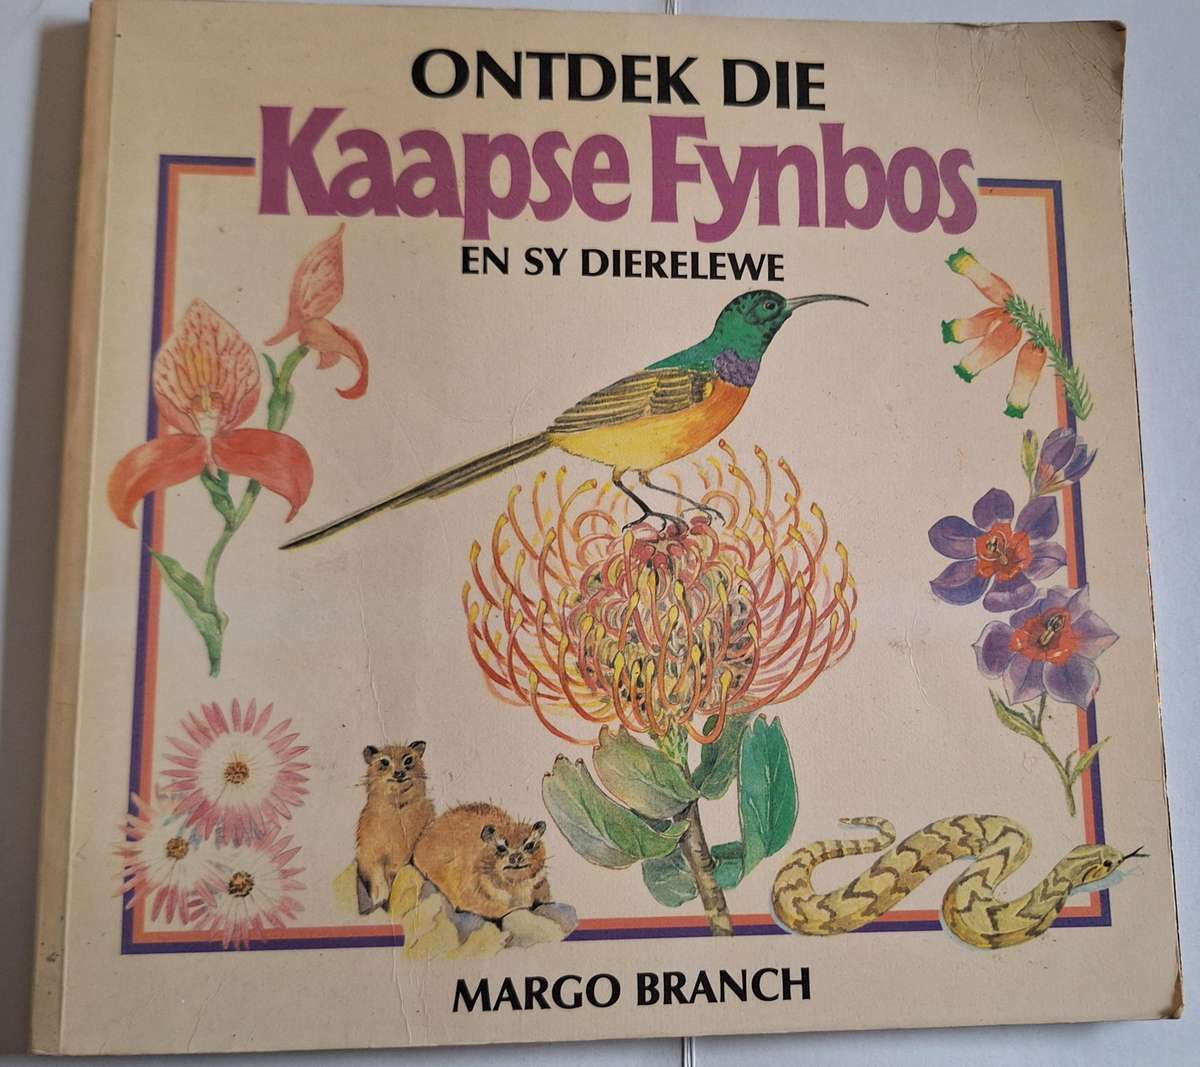 ONTDEK DIE
Kaapse Fynbos
EN SY DIERELEWE
MARGO BRANCH